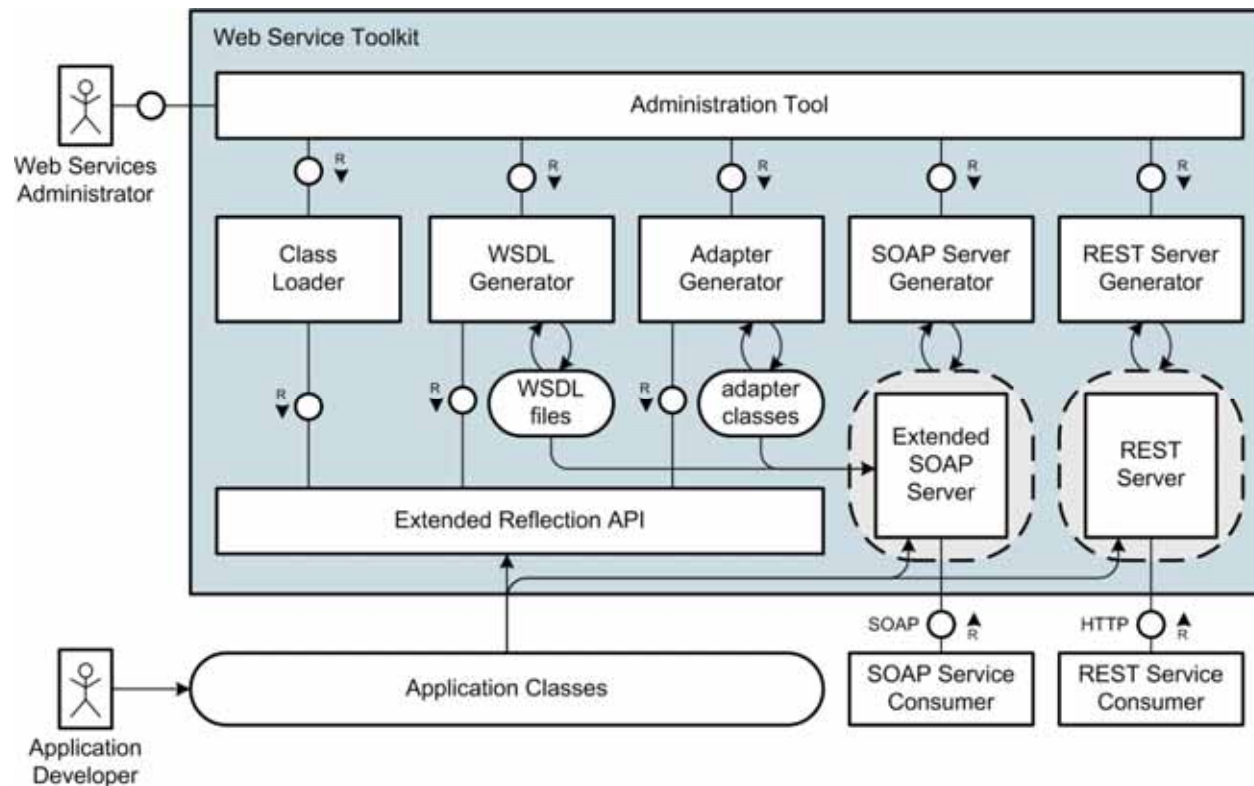 Web Service Toolkit
Administration Tool
Web Services
Administrator
R
R
R
R
R
Class
Loader
WSDL
Generator
Adapter
Generator
SOAP Server
Generator
REST Server
Generator
R
R
WSDL
files
R
adapter
classes
Extended
SOAP
Server
REST
Server
Extended Reflection API
SOAP
R
HTTP
R
Application Classes
SOAP Service
Consumer
REST Service
Consumer
Application
Developer